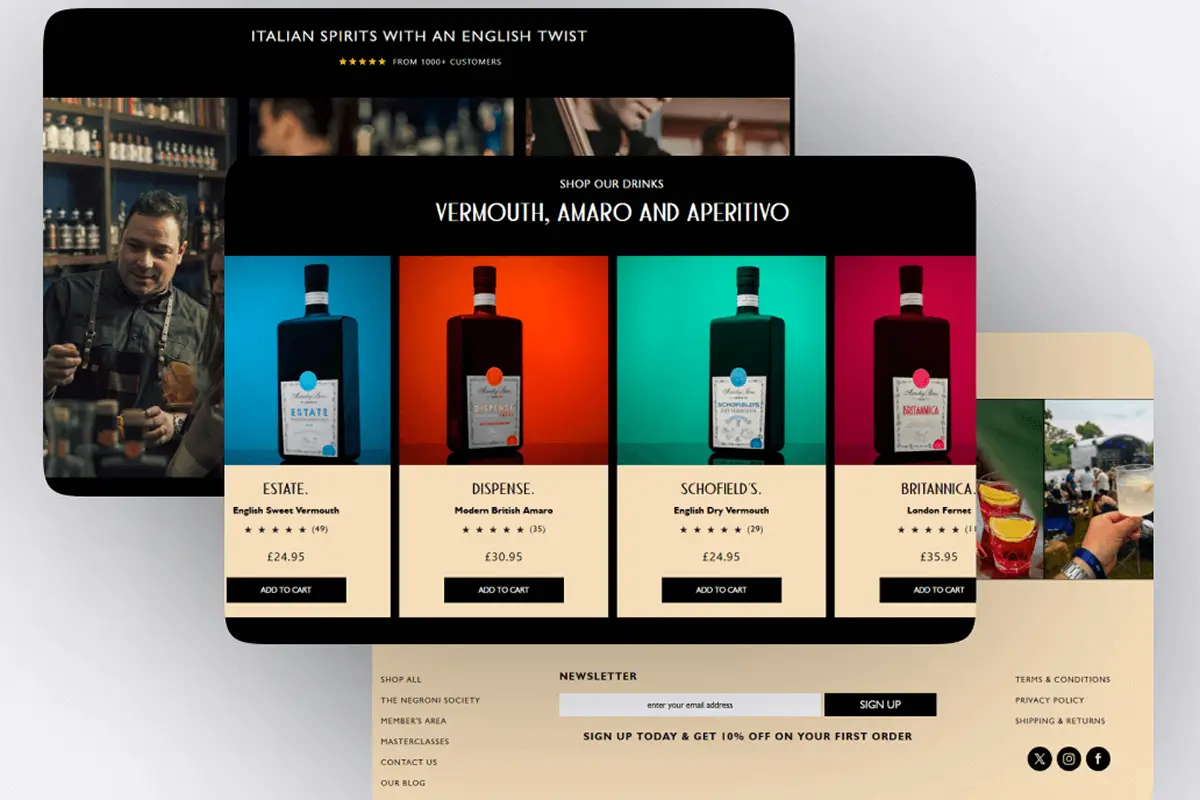 ITALIAN SPIRITS WITH AN ENGLISH TWIST
★★★★★ FROM 1000+ CUSTOMERS
SHOP OUR DRINKS
VERMOUTH, AMARO AND APERITIVO
ESTATE
DISPENSE
SCHOFIELD'S
BRITANNICA
ESTATE.
English Sweet Vermouth
★ ★ ★ ★ ★ (49)
£24.95
ADD TO CART
DISPENSE.
Modern British Amaro
★ ★ ★ ★ ★ (35)
£30.95
ADD TO CART
SCHOFIELD'S.
English Dry Vermouth
★ ★ ★ ★ ★ (29)
£24.95
ADD TO CART
BRITANNICA.
London Fernet
★ ★ ★ ★ ★
£35.95
ADD TO CART
SHOP ALL
THE NEGRONI SOCIETY
MEMBER'S AREA
MASTERCLASSES
CONTACT US
OUR BLOG
NEWSLETTER
enter your email address
SIGN UP
SIGN UP TODAY & GET 10% OFF ON YOUR FIRST ORDER
TERMS & CONDITIONS
PRIVACY POLICY
SHIPPING & RETURNS